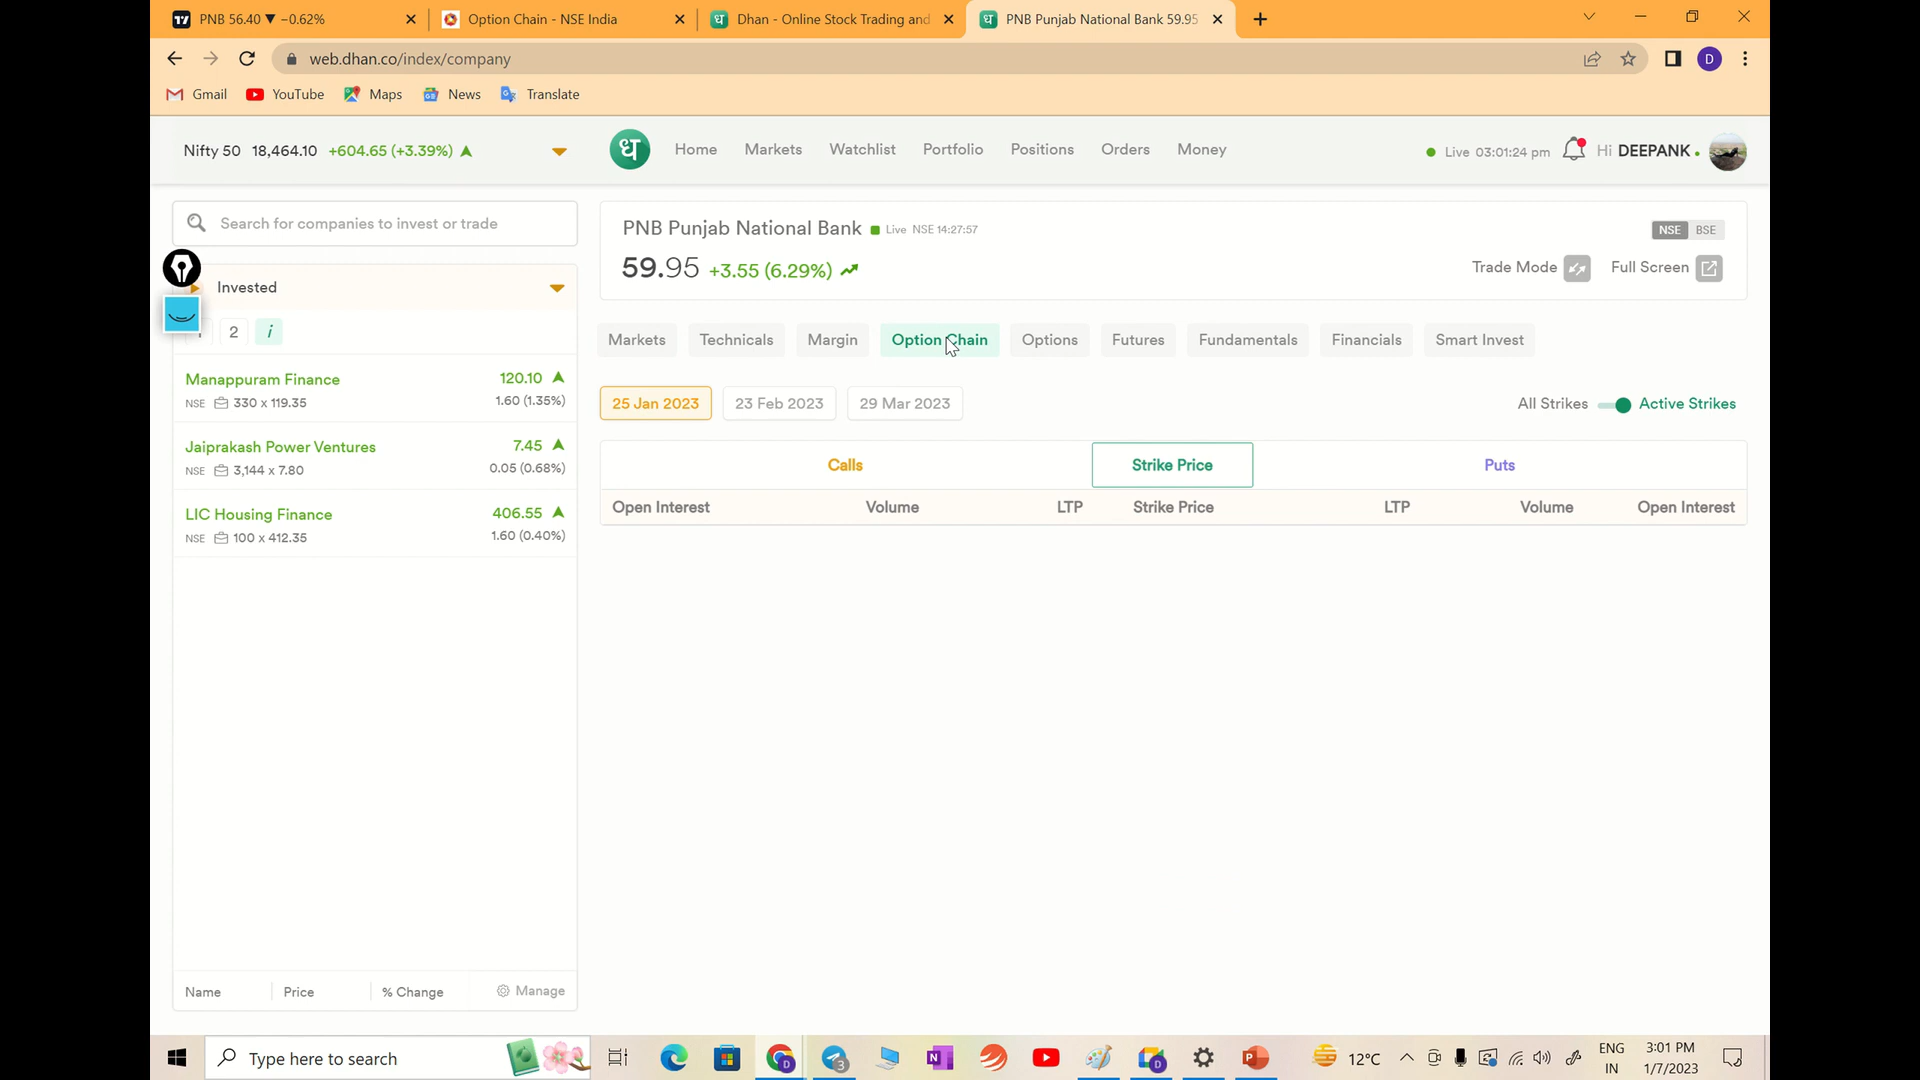 PNB 56.40 ▼ −0.62%
Option Chain - NSE India
Dhan - Online Stock Trading and
PNB Punjab National Bank 59.95
web.dhan.co/index/company
D
Gmail
YouTube
Maps
News
Translate
Nifty 50 18,464.10 +604.65 (+3.39%)
ध
Home
Markets
Watchlist
Portfolio
Positions
Orders
Money
Live 03:01:24 pm
Hi DEEPANK
Search for companies to invest or trade
Invested
2
i
Manappuram Finance 120.10
NSE 330 x 119.35 1.60 (1.35%)
Jaiprakash Power Ventures 7.45
NSE 3,144 x 7.80 0.05 (0.68%)
LIC Housing Finance 406.55
NSE 100 x 412.35 1.60 (0.40%)
Name Price % Change Manage
PNB Punjab National Bank Live NSE 14:27:57
NSE BSE
59.95 +3.55 (6.29%)
Trade Mode
Full Screen
Markets
Technicals
Margin
Option Chain
Options
Futures
Fundamentals
Financials
Smart Invest
25 Jan 2023
23 Feb 2023
29 Mar 2023
All Strikes
Active Strikes
Calls Strike Price Puts
Open Interest Volume LTP Strike Price LTP Volume Open Interest
Type here to search
D
3
N
D
P
12°C
ENG
IN
3:01 PM
1/7/2023